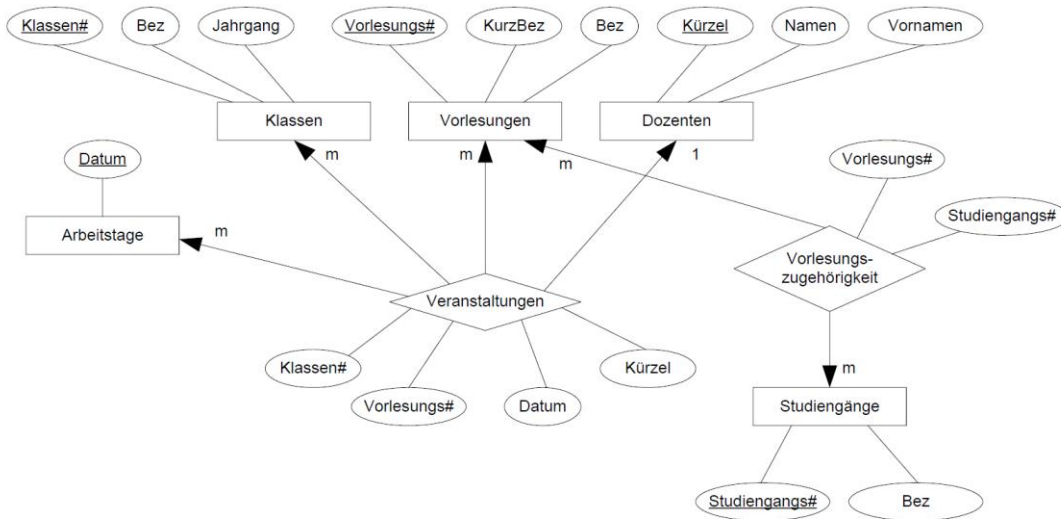 Klassen#
Bez
Jahrgang
Vorlesungs#
KurzBez
Bez
Kürzel
Namen
Vornamen
Klassen
Vorlesungen
Dozenten
m
m
1
m
Datum
Vorlesungs#
Studiengangs#
Arbeitstage
m
Vorlesungs-
zugehörigkeit
Veranstaltungen
Klassen#
Vorlesungs#
Datum
Kürzel
m
Studiengänge
Studiengangs#
Bez